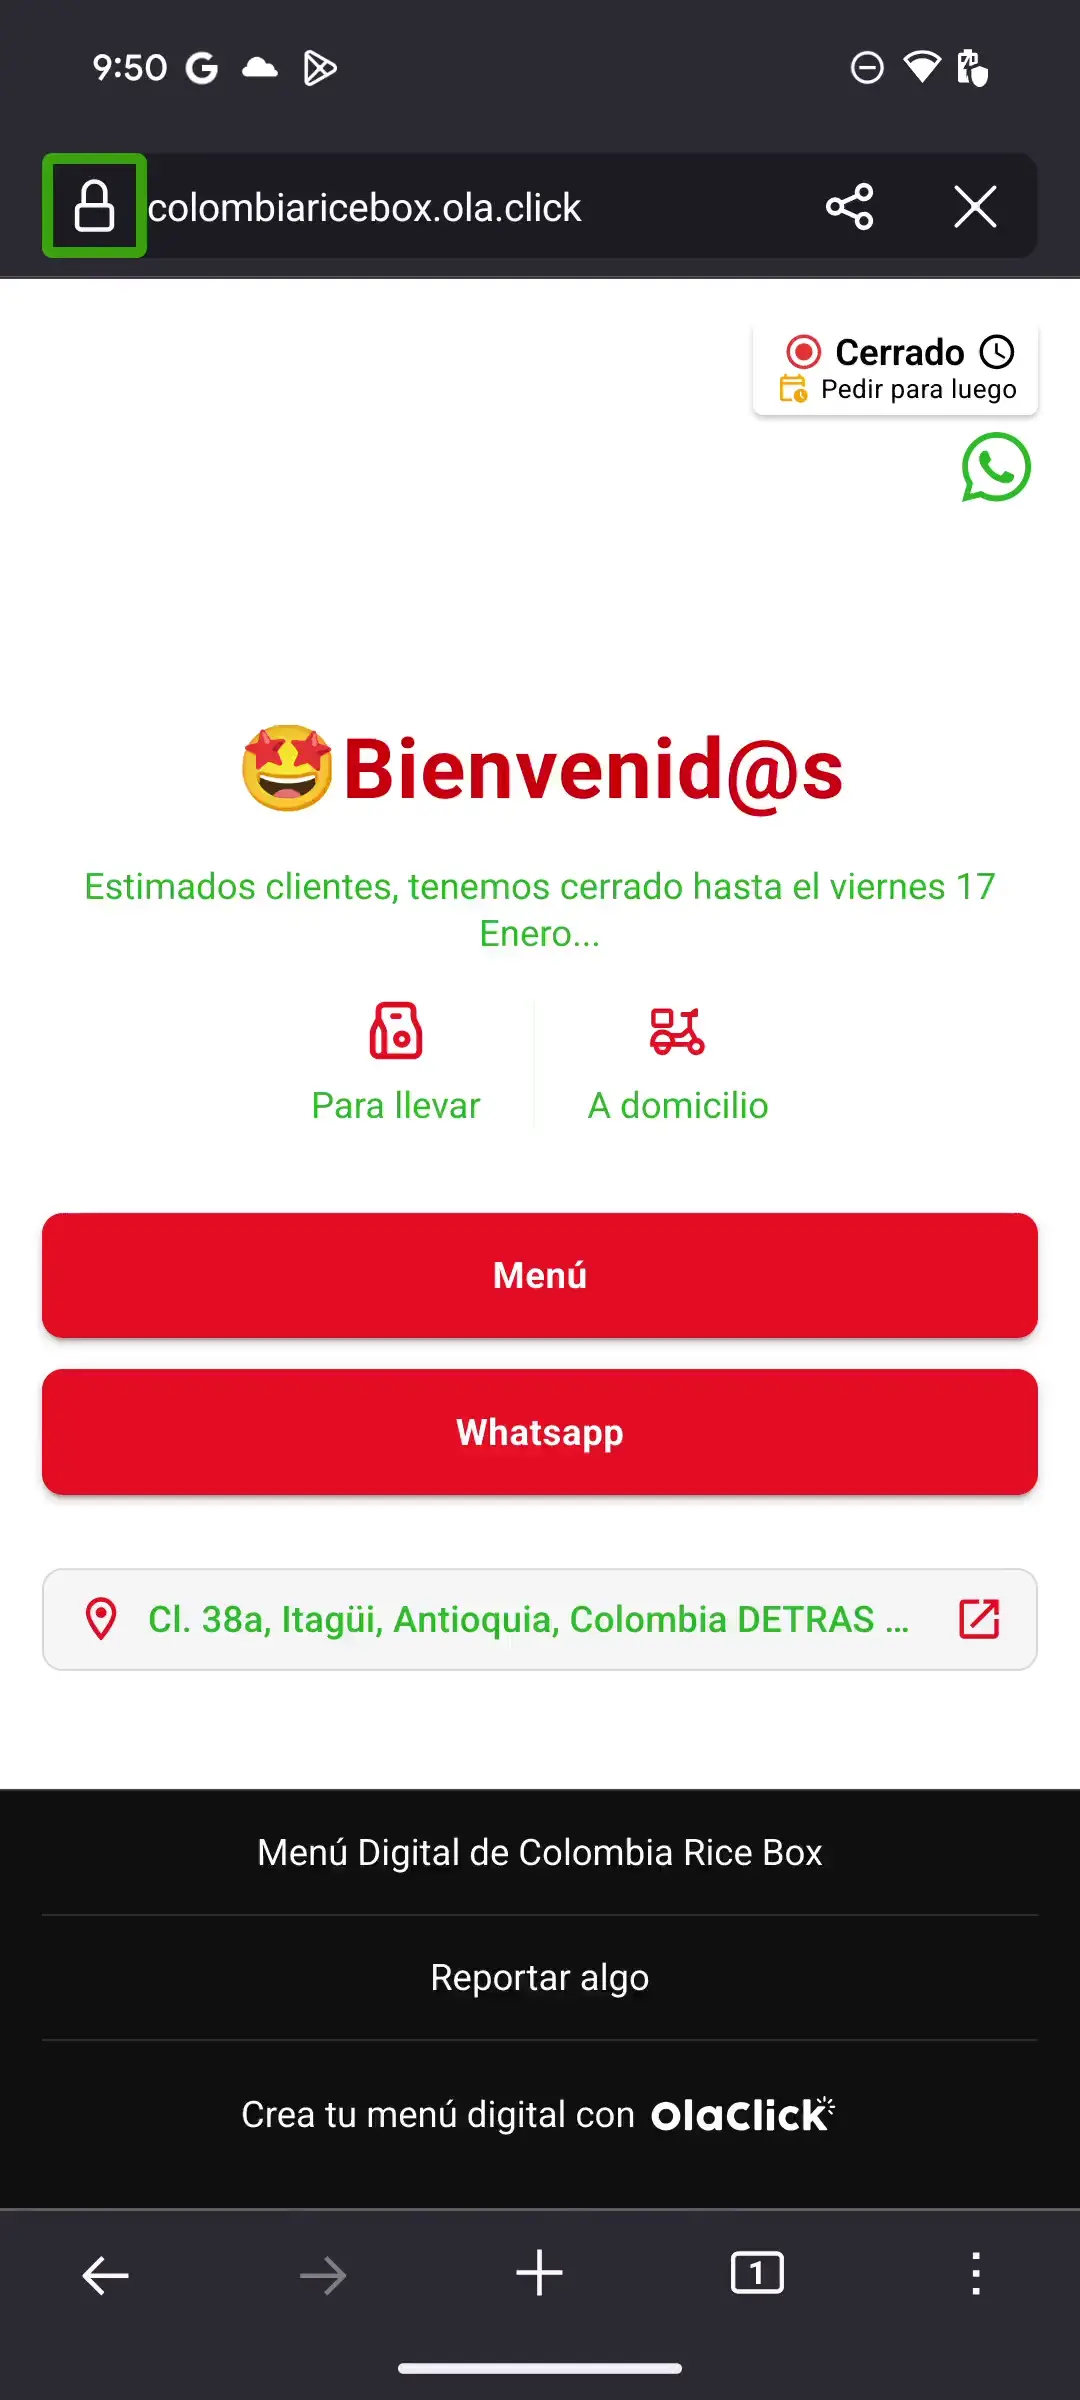 9:50
colombiaricebox.ola.click
Cerrado
Pedir para luego
Bienvenid@s
Estimados clientes, tenemos cerrado hasta el viernes 17
Enero...
Para llevar
A domicilio
Menú
Whatsapp
Cl. 38a, Itagüi, Antioquia, Colombia DETRAS ...
Menú Digital de Colombia Rice Box
Reportar algo
Crea tu menú digital con OlaClick
1